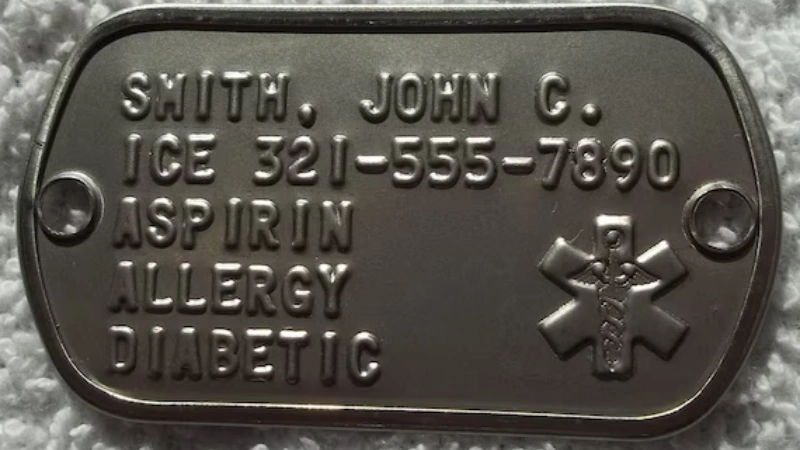 SMITH, JOHN C.
ICE 321-555-7890
ASPIRIN
ALLERGY
DIABETIC